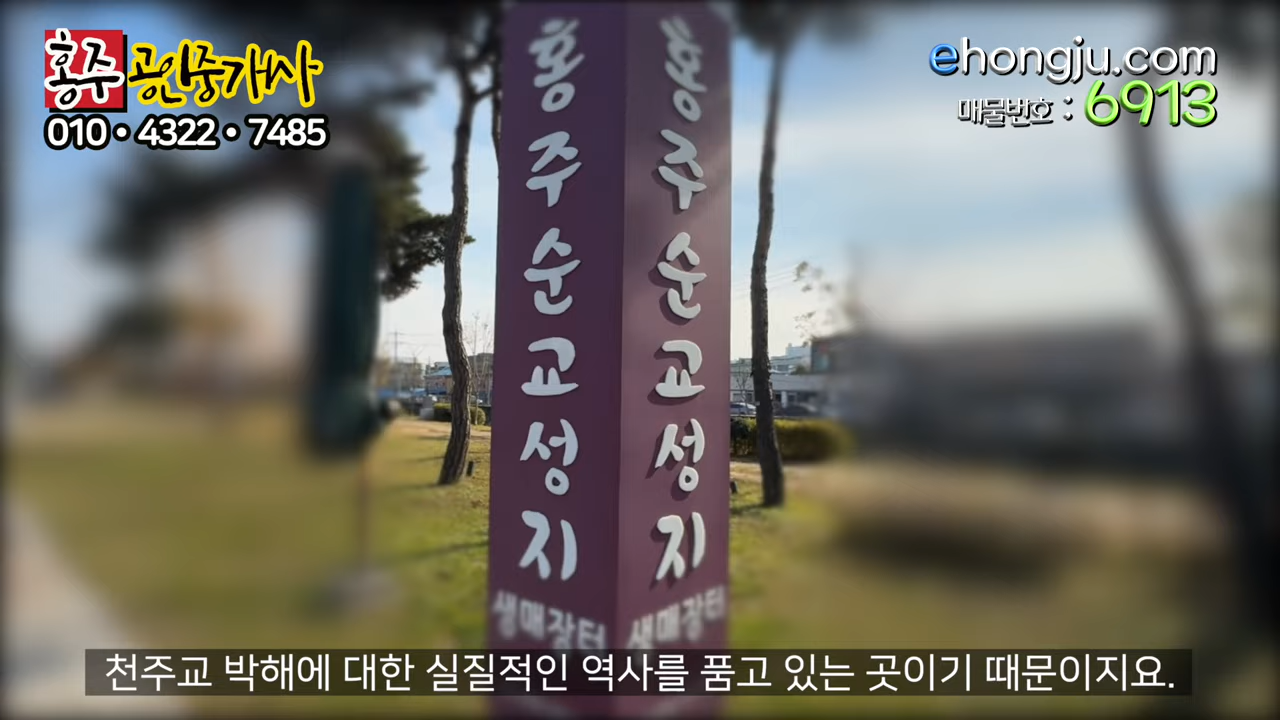 홍주 공인중개사
010 • 4322 • 7485
ehongju.com
매물번호 : 6913
홍주순교성지
생매장터
홍주순교성지
생매장터
천주교 박해에 대한 실질적인 역사를 품고 있는 곳이기 때문이지요.